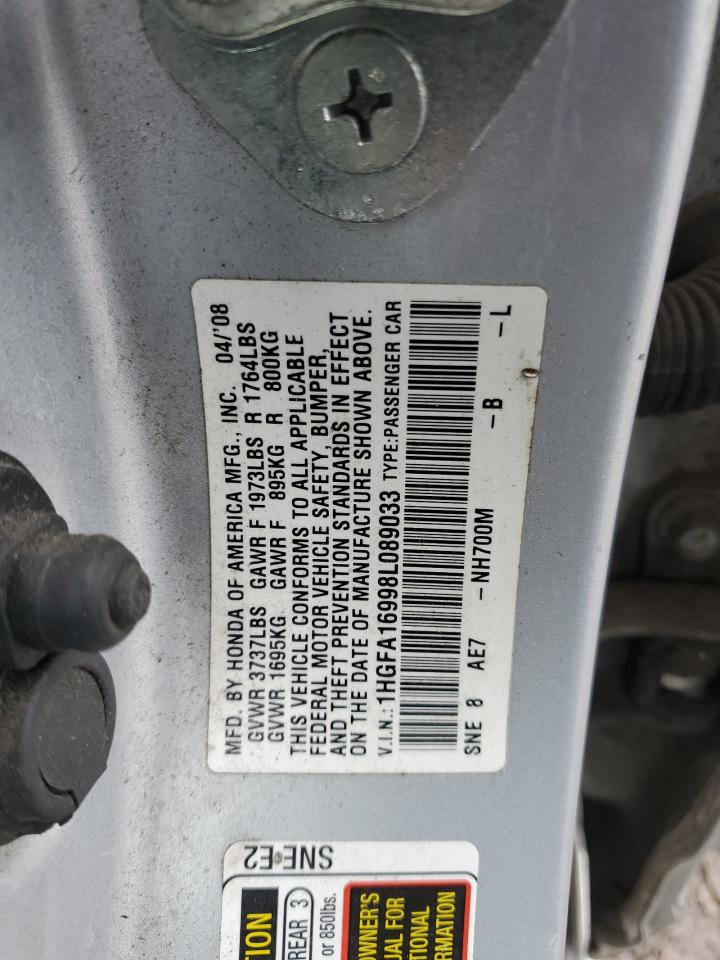 MFD. BY HONDA OF AMERICA MFG., INC. 04/'08
GVWR 3737LBS GAWR F 1973LBS R 1764LBS
GVWR 1695KG GAWR F 895KG R 800KG
THIS VEHICLE CONFORMS TO ALL APPLICABLE
FEDERAL MOTOR VEHICLE SAFETY, BUMPER,
AND THEFT PREVENTION STANDARDS IN EFFECT
ON THE DATE OF MANUFACTURE SHOWN ABOVE.
V.I.N.: 1HGFA16998L089033 TYPE:PASSENGER CAR
SNE 8 AE7 -NH700M -B -L
SNE-E2
TION
REAR 3
or 850lbs.
OWNER'S
UAL FOR
TIONAL
RMATION